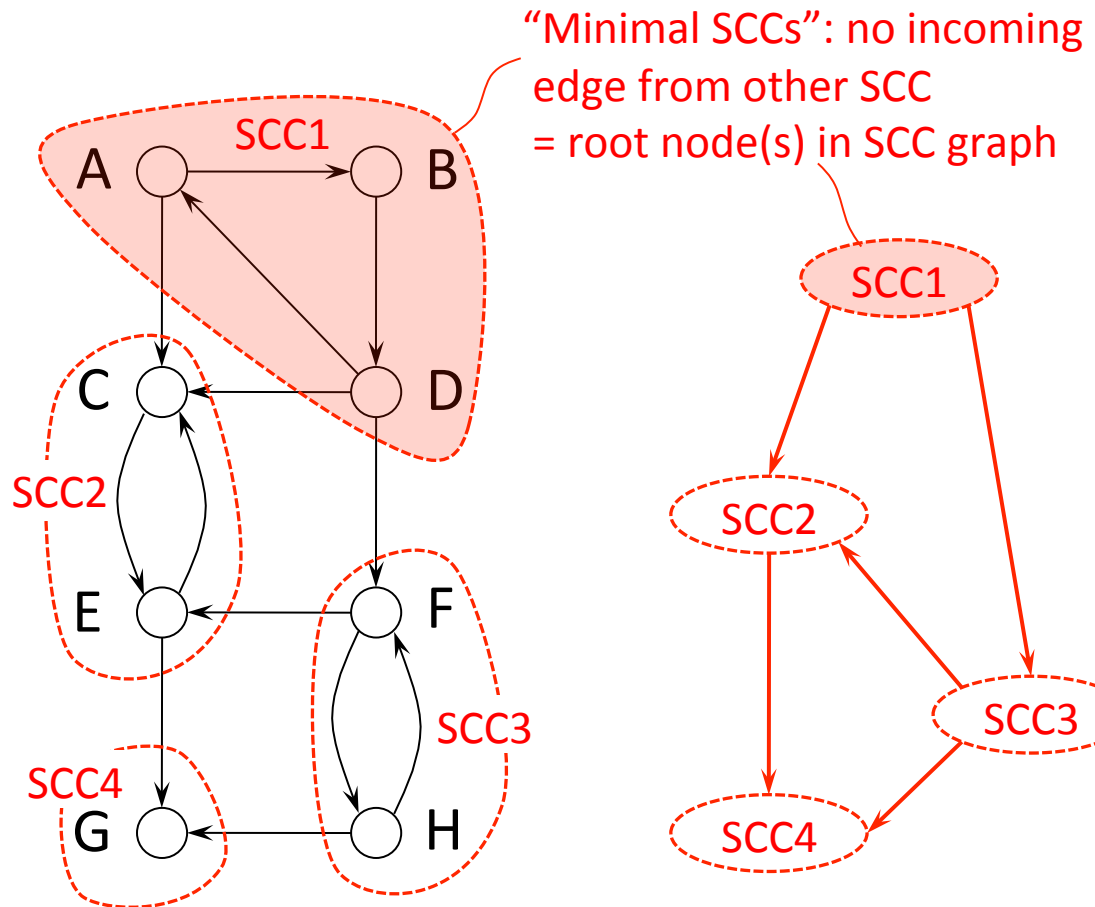 “Minimal SCCs”: no incoming
edge from other SCC
= root node(s) in SCC graph
SCC1
A
B
SCC1
C
D
SCC2
SCC2
E
F
SCC3
SCC3
SCC4
G
H
SCC4